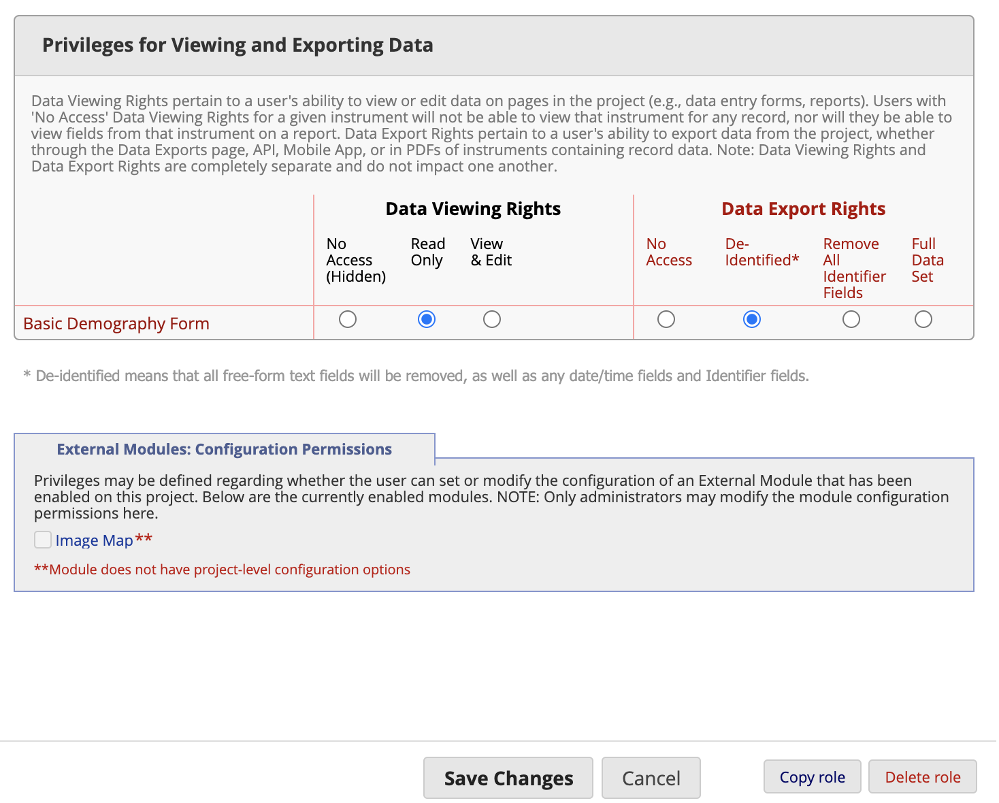 Privileges for Viewing and Exporting Data
Data Viewing Rights pertain to a user's ability to view or edit data on pages in the project (e.g., data entry forms, reports). Users with
'No Access' Data Viewing Rights for a given instrument will not be able to view that instrument for any record, nor will they be able to
view fields from that instrument on a report. Data Export Rights pertain to a user's ability to export data from the project, whether
through the Data Exports page, API, Mobile App, or in PDFs of instruments containing record data. Note: Data Viewing Rights and
Data Export Rights are completely separate and do not impact one another.
Data Viewing Rights
No
Access
(Hidden)
Read
Only
View
& Edit
Data Export Rights
No
Access
De-
Identified*
Remove
All
Identifier
Fields
Full
Data
Set
Basic Demography Form
* De-identified means that all free-form text fields will be removed, as well as any date/time fields and Identifier fields.
External Modules: Configuration Permissions
Privileges may be defined regarding whether the user can set or modify the configuration of an External Module that has been
enabled on this project. Below are the currently enabled modules. NOTE: Only administrators may modify the module configuration
permissions here.
Image Map**
**Module does not have project-level configuration options
Save Changes
Cancel
Copy role
Delete role